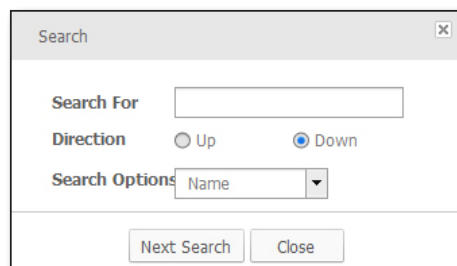 Search
Search For
Direction Up Down
Search Options Name
Next Search Close